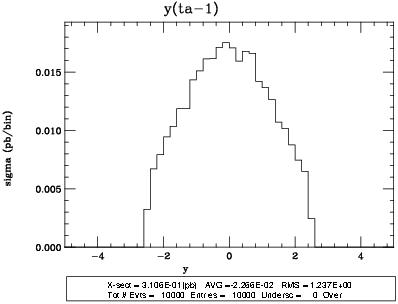 y(ta−1)
0.015
0.010
0.005
0.000
sigma (pb/bin)
−4 −2 0 2 4
y
X-sect = 3.106E-01(pb) AVG =-2.266E-02 RMS = 1.237E+00
Tot # Evts = 10000 Entries = 10000 Undersc = 0 Over